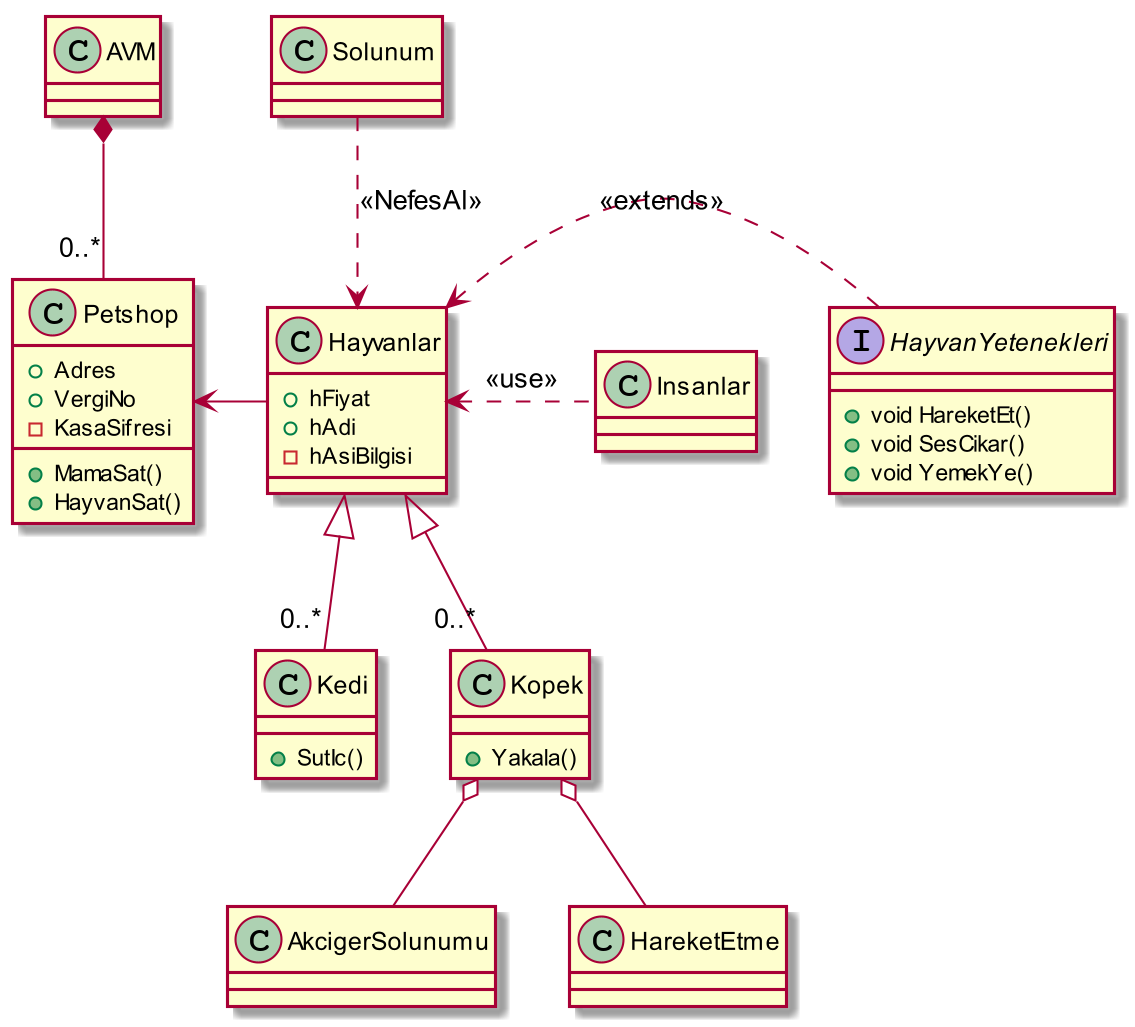 C AVM
C Solunum
«NefesAl»
«extends»
0..*
C Petshop
Adres
VergiNo
KasaSifresi
MamaSat()
HayvanSat()
C Hayvanlar
hFiyat
hAdi
hAsiBilgisi
«use»
C Insanlar
I HayvanYetenekleri
void HareketEt()
void SesCikar()
void YemekYe()
0..*
0..*
C Kedi
SutIc()
C Kopek
Yakala()
C AkcigerSolunumu
C HareketEtme